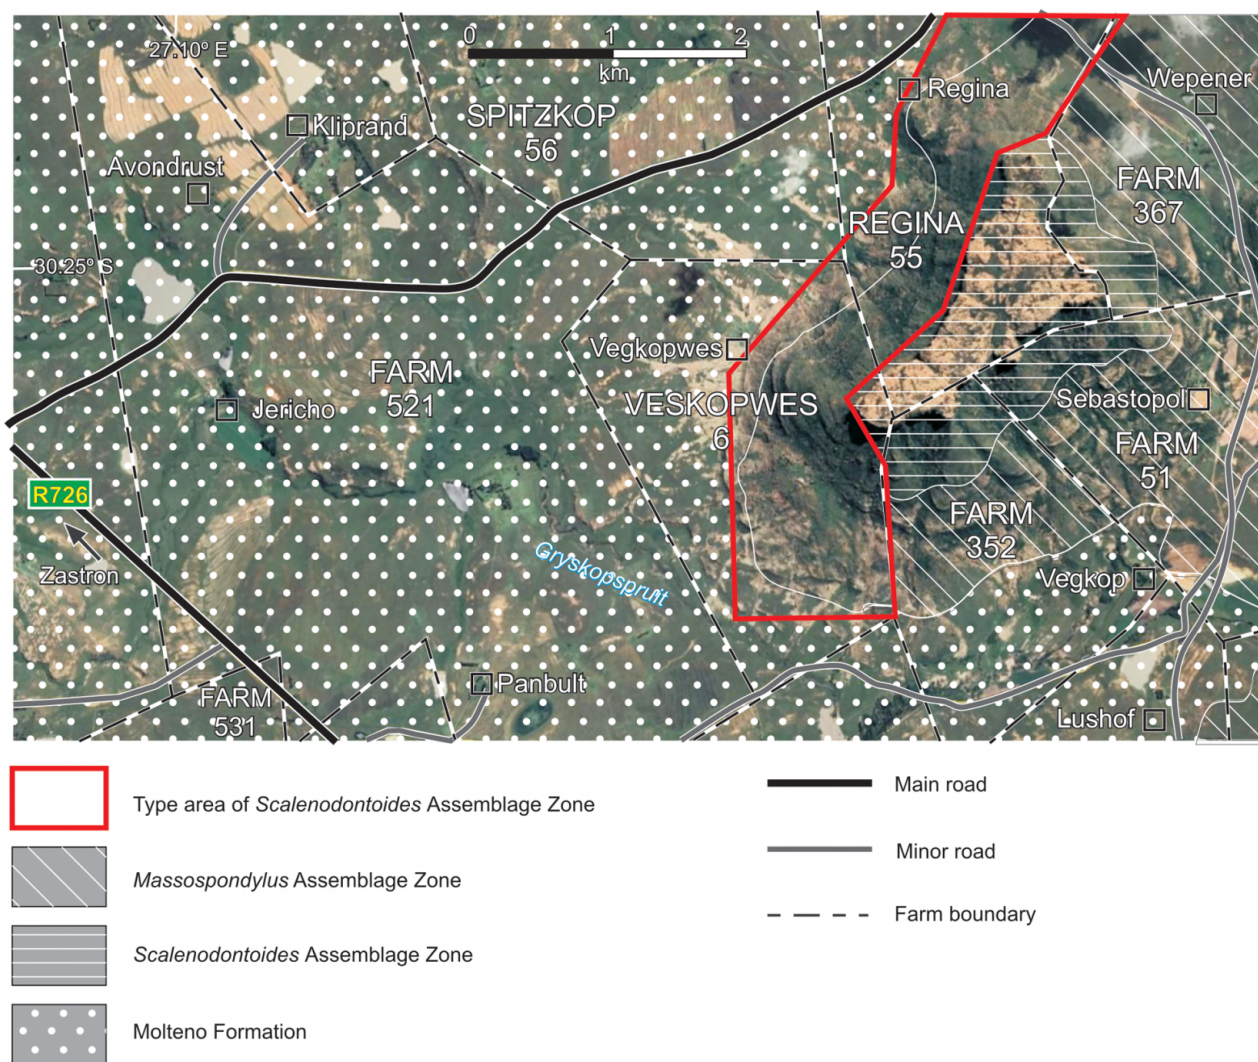 27.10° E
0 1 2
km
Wepener
Regina
SPITZKOP
56
Kliprand
Avondrust
FARM
367
REGINA
55
30.25° S
Vegkopwes
FARM
521
VESKOPWES
6
Jericho
Sebastopol
FARM
51
R726
FARM
352
Zastron
Gryskopspruit
Vegkop
Panbult
FARM
531
Lushof
Type area of Scalenodontoides Assemblage Zone
Massospondylus Assemblage Zone
Scalenodontoides Assemblage Zone
Molteno Formation
Main road
Minor road
Farm boundary